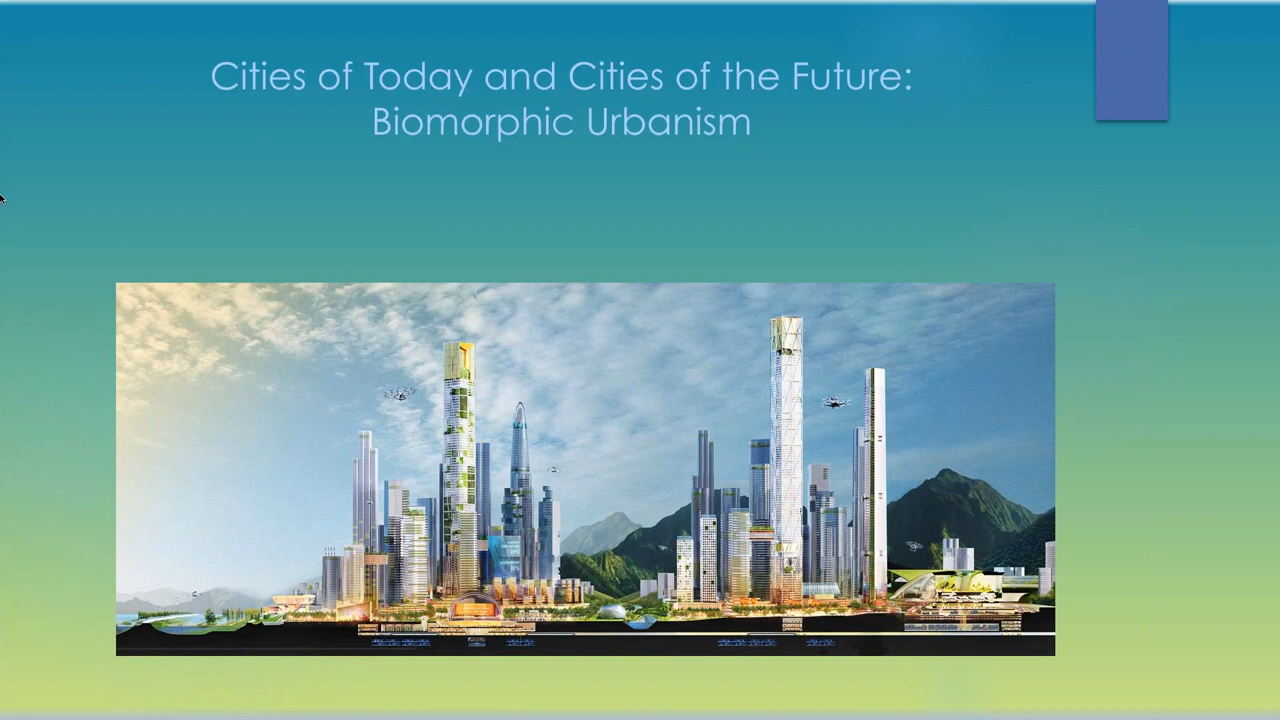 Cities of Today and Cities of the Future:
Biomorphic Urbanism